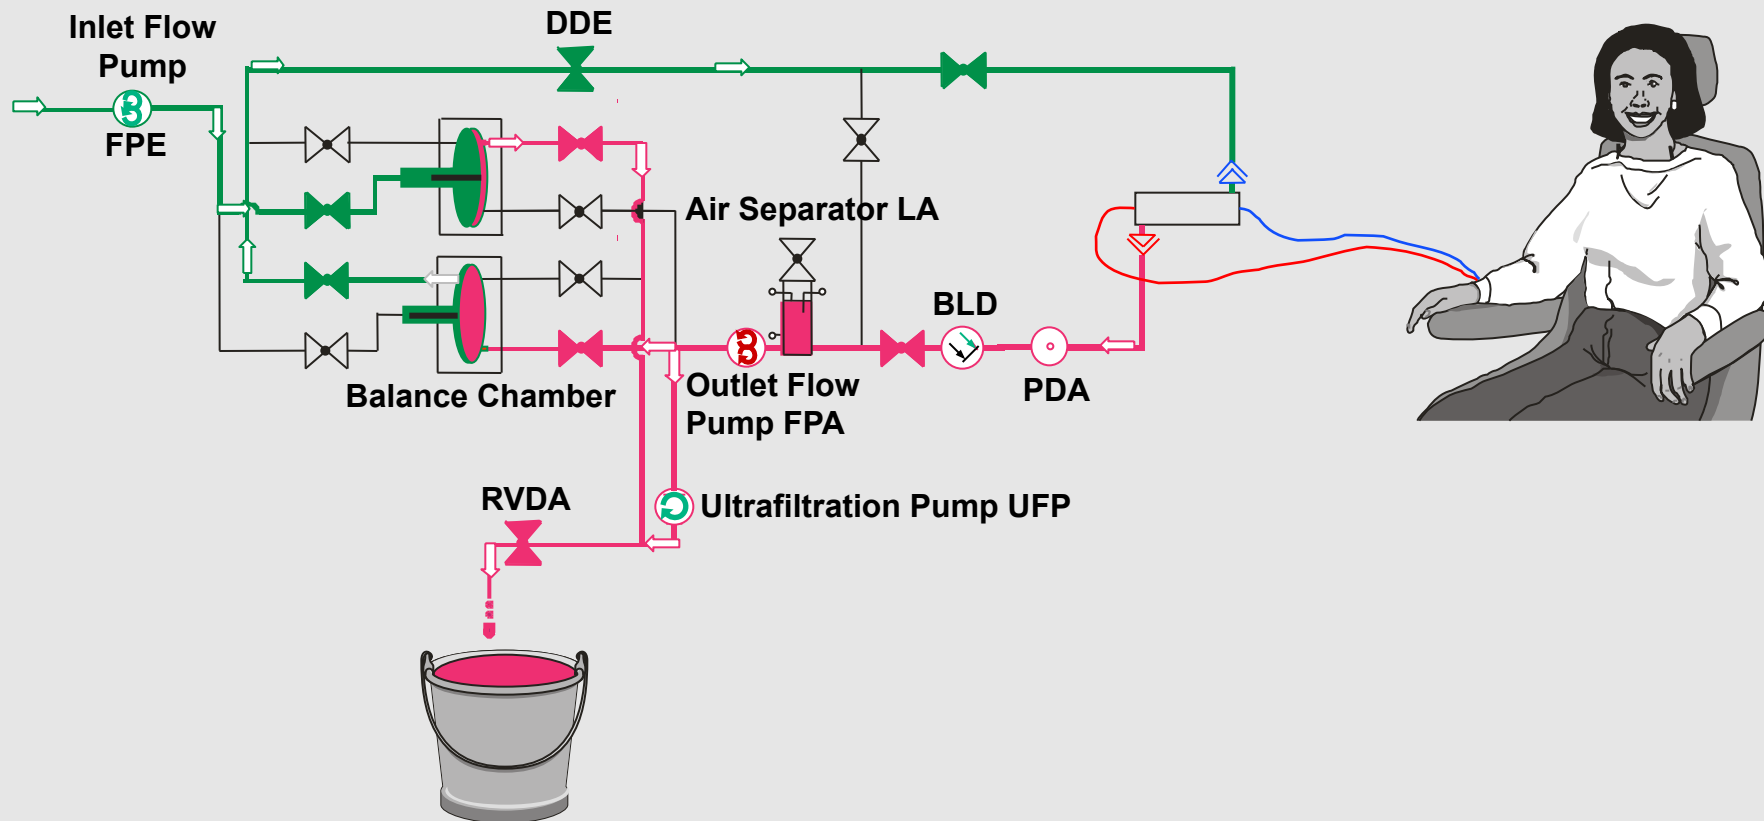 Inlet Flow
Pump
DDE
FPE
Air Separator LA
BLD
Balance Chamber
Outlet Flow
Pump FPA
PDA
RVDA
Ultrafiltration Pump UFP